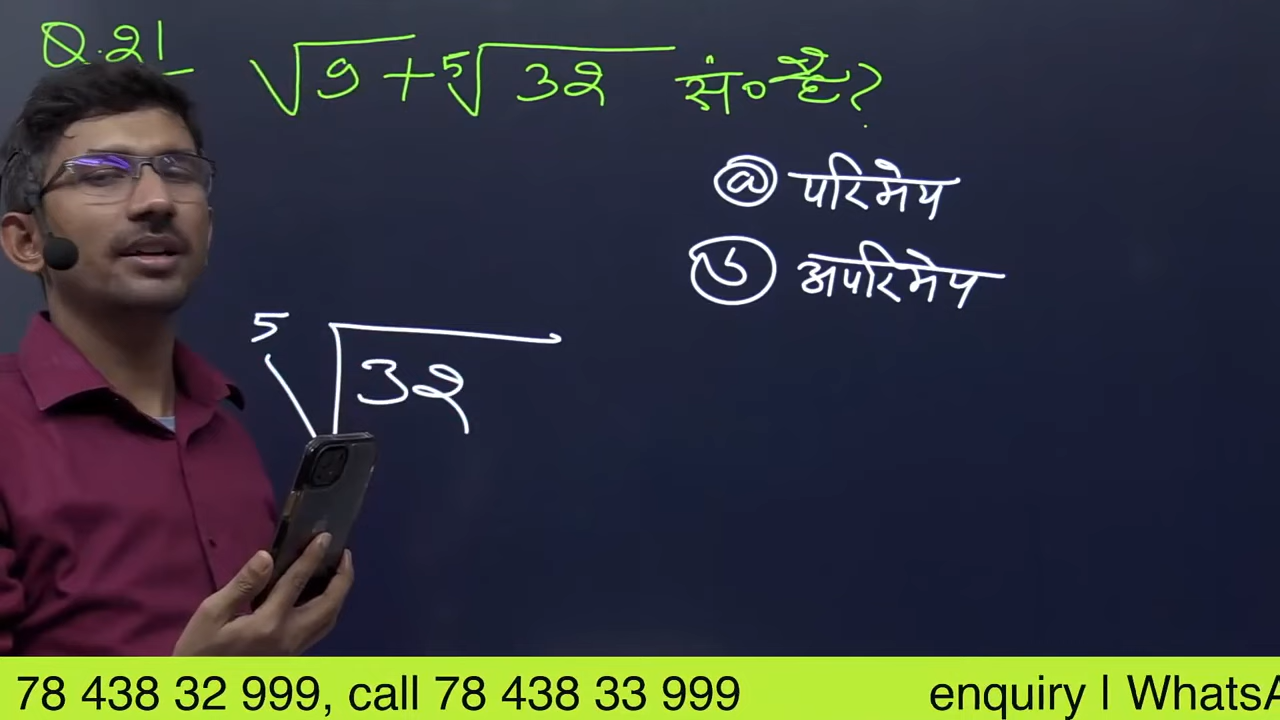 Q.21
√9 + ⁵√32 सं० है?
(a) परिमेय
(b) अपरिमेय
⁵√32
78 438 32 999, call 78 438 33 999 enquiry | WhatsA